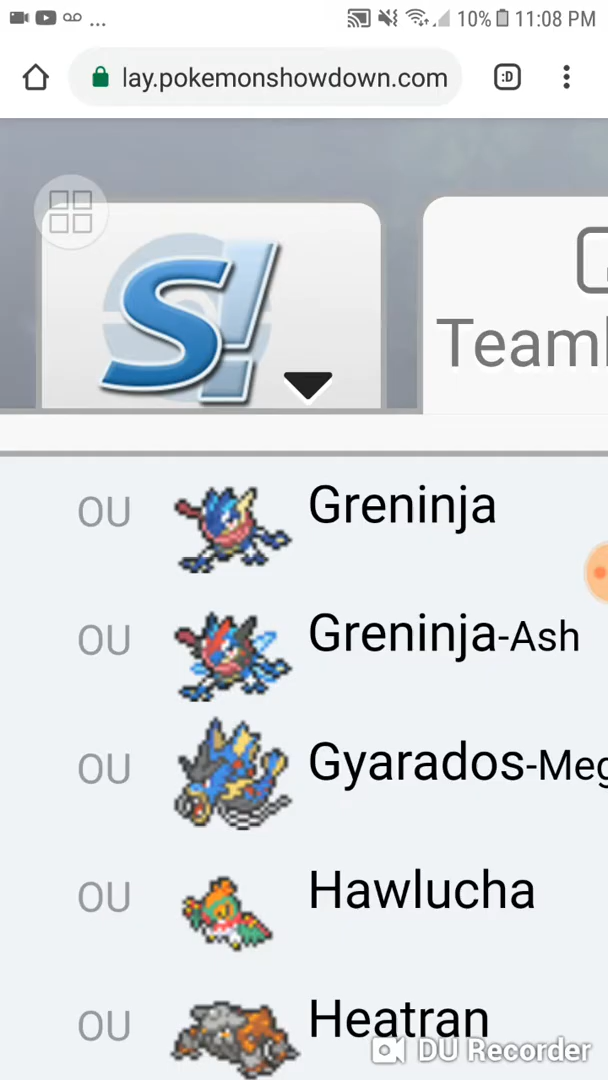 ... 10% 11:08 PM
lay.pokemonshowdown.com :D
S!
Team
OU Greninja
OU Greninja-Ash
OU Gyarados-Meg
OU Hawlucha
OU Heatran
DU Recorder